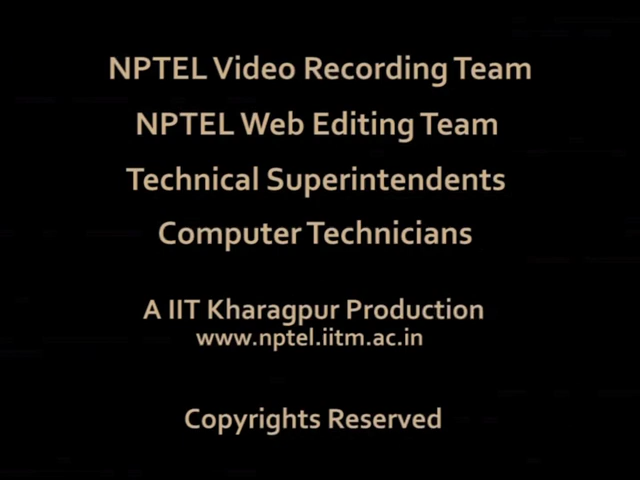 NPTEL Video Recording Team
NPTEL Web Editing Team
Technical Superintendents
Computer Technicians
A IIT Kharagpur Production
www.nptel.iitm.ac.in
Copyrights Reserved